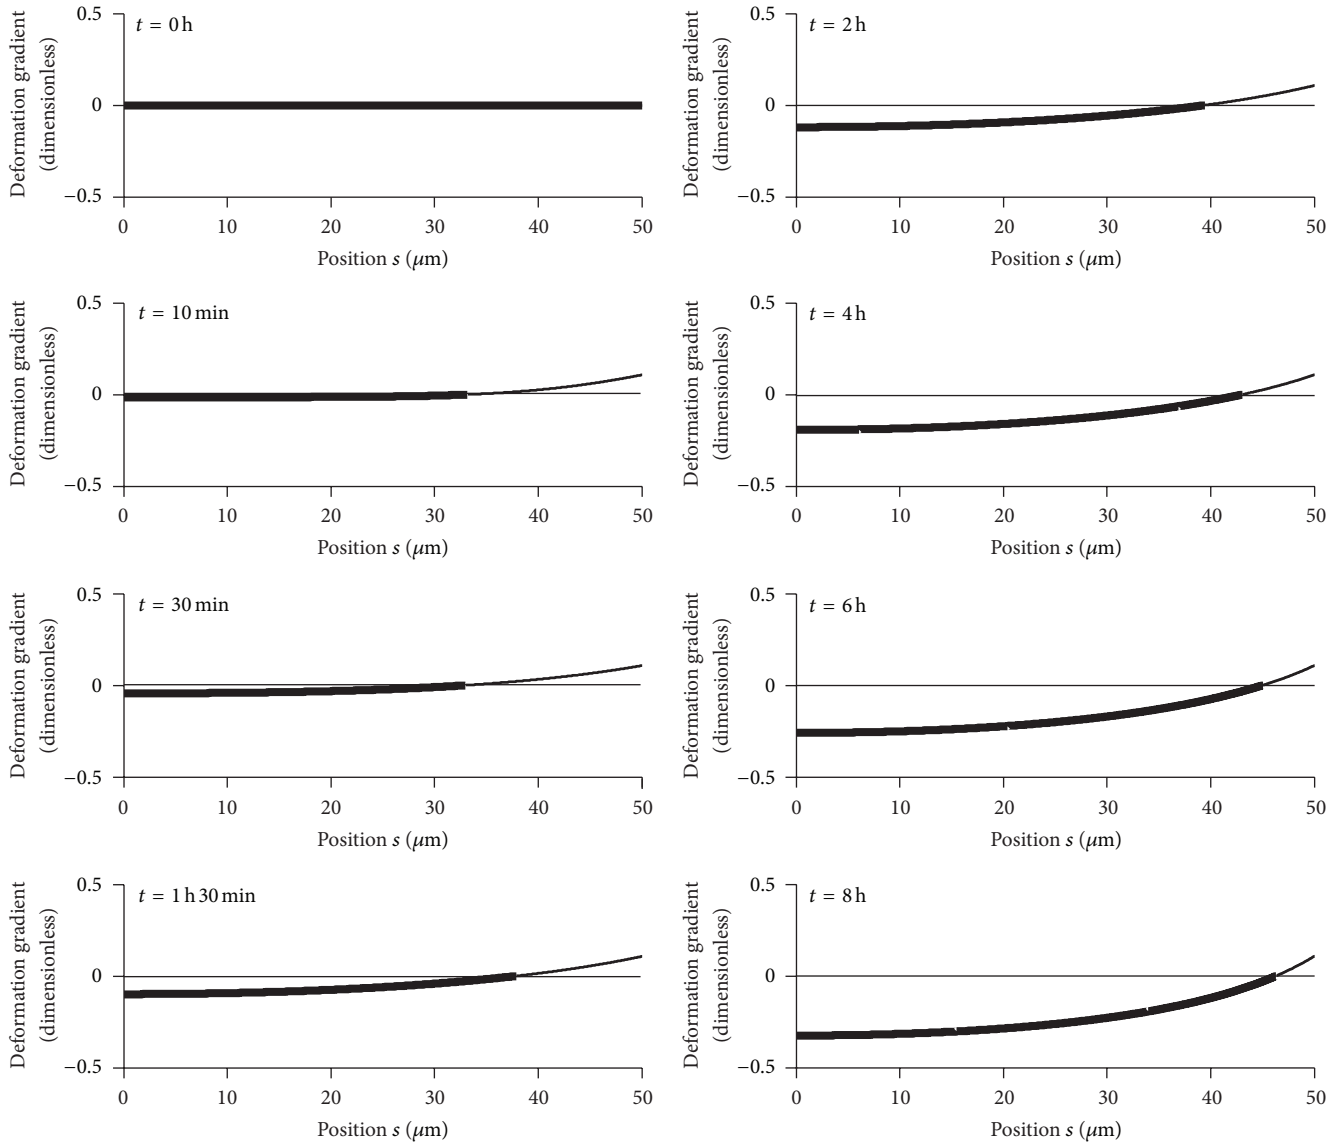 Deformation gradient
(dimensionless)
0.5
0
−0.5
t = 0 h
0 10 20 30 40 50
Position s (μm)
Deformation gradient
(dimensionless)
0.5
0
−0.5
t = 2 h
0 10 20 30 40 50
Position s (μm)
Deformation gradient
(dimensionless)
0.5
0
−0.5
t = 10 min
0 10 20 30 40 50
Position s (μm)
Deformation gradient
(dimensionless)
0.5
0
−0.5
t = 4 h
0 10 20 30 40 50
Position s (μm)
Deformation gradient
(dimensionless)
0.5
0
−0.5
t = 30 min
0 10 20 30 40 50
Position s (μm)
Deformation gradient
(dimensionless)
0.5
0
−0.5
t = 6 h
0 10 20 30 40 50
Position s (μm)
Deformation gradient
(dimensionless)
0.5
0
−0.5
t = 1 h 30 min
0 10 20 30 40 50
Position s (μm)
Deformation gradient
(dimensionless)
0.5
0
−0.5
t = 8 h
0 10 20 30 40 50
Position s (μm)